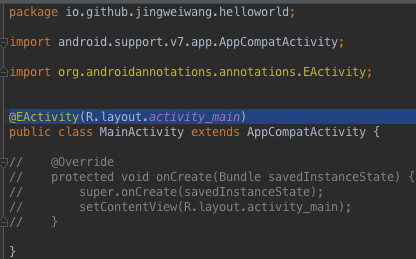 package io.github.jingweiwang.helloworld;
import android.support.v7.app.AppCompatActivity;
import org.androidannotations.annotations.EActivity;
@EActivity(R.layout.activity_main)
public class MainActivity extends AppCompatActivity {
//    @Override
//    protected void onCreate(Bundle savedInstanceState) {
//        super.onCreate(savedInstanceState);
//        setContentView(R.layout.activity_main);
//    }
}